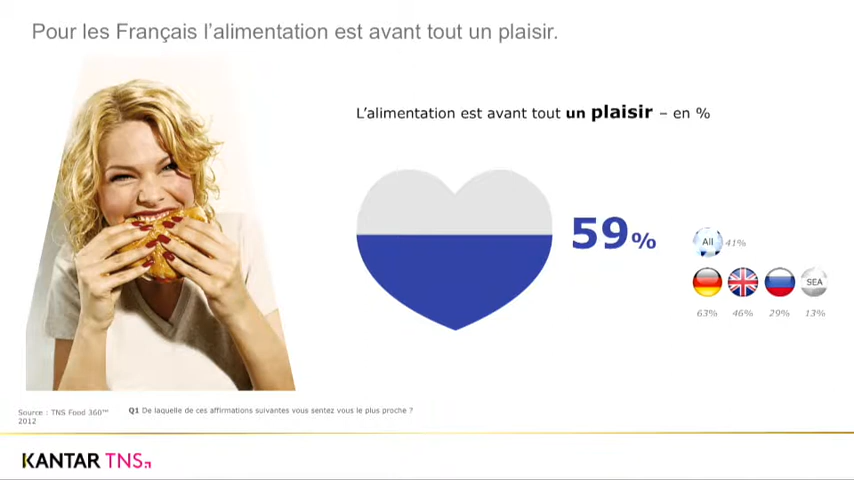 Pour les Français l'alimentation est avant tout un plaisir.
L'alimentation est avant tout un plaisir – en %
59%
All 41%
SEA
63% 46% 29% 13%
Source : TNS Food 360™
2012
Q1 De laquelle de ces affirmations suivantes vous sentez vous le plus proche ?
KANTAR TNS.